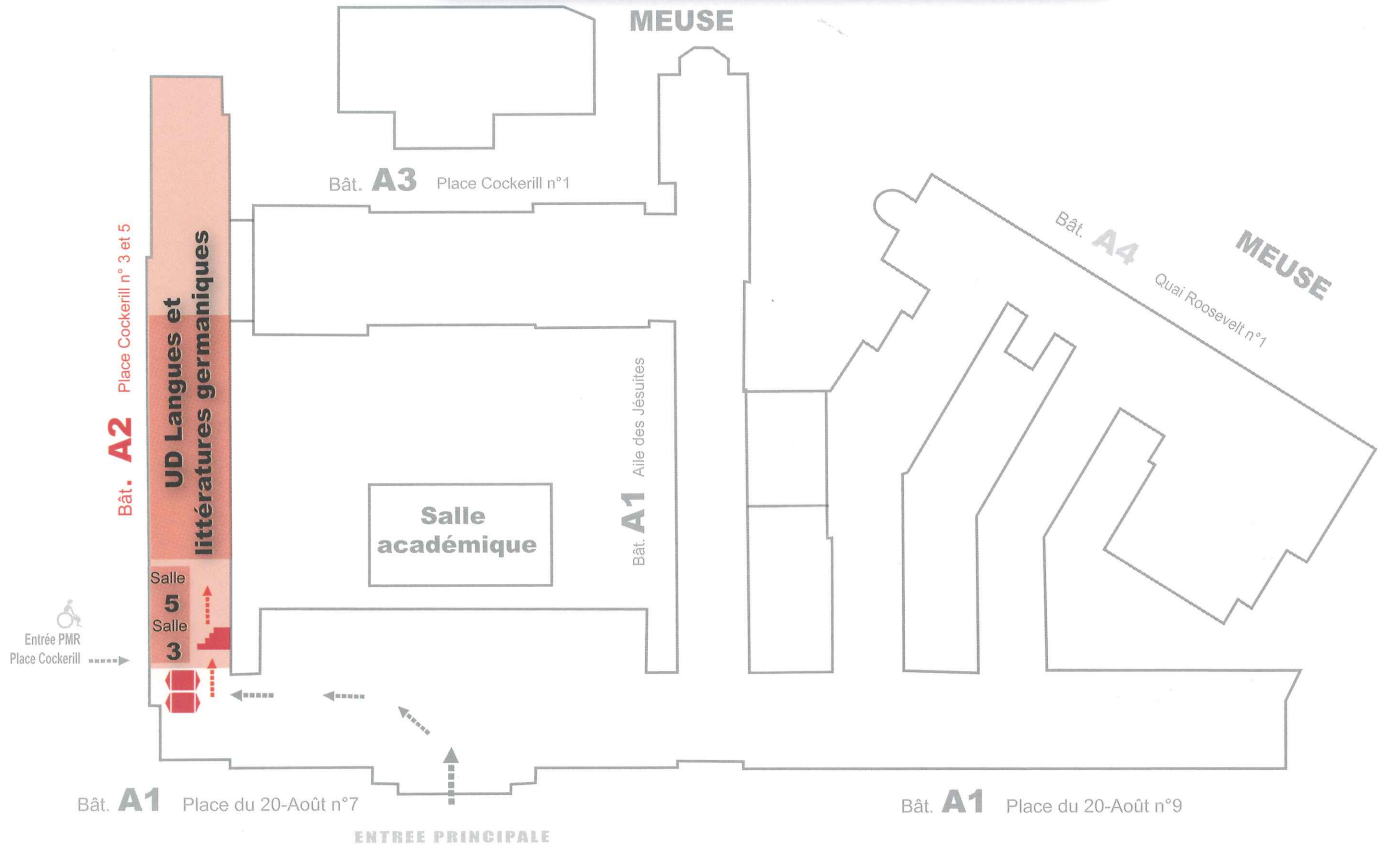 MEUSE
Bât. A3 Place Cockerill n°1
Bât. A4 Quai Roosevelt n°1
MEUSE
Bât. A2 Place Cockerill n° 3 et 5
UD Langues et
littératures germaniques
Bât. A1 Aile des Jésuites
Salle
académique
Salle
5
Salle
3
Entrée PMR
Place Cockerill
Bât. A1 Place du 20-Août n°7
Bât. A1 Place du 20-Août n°9
ENTREE PRINCIPALE